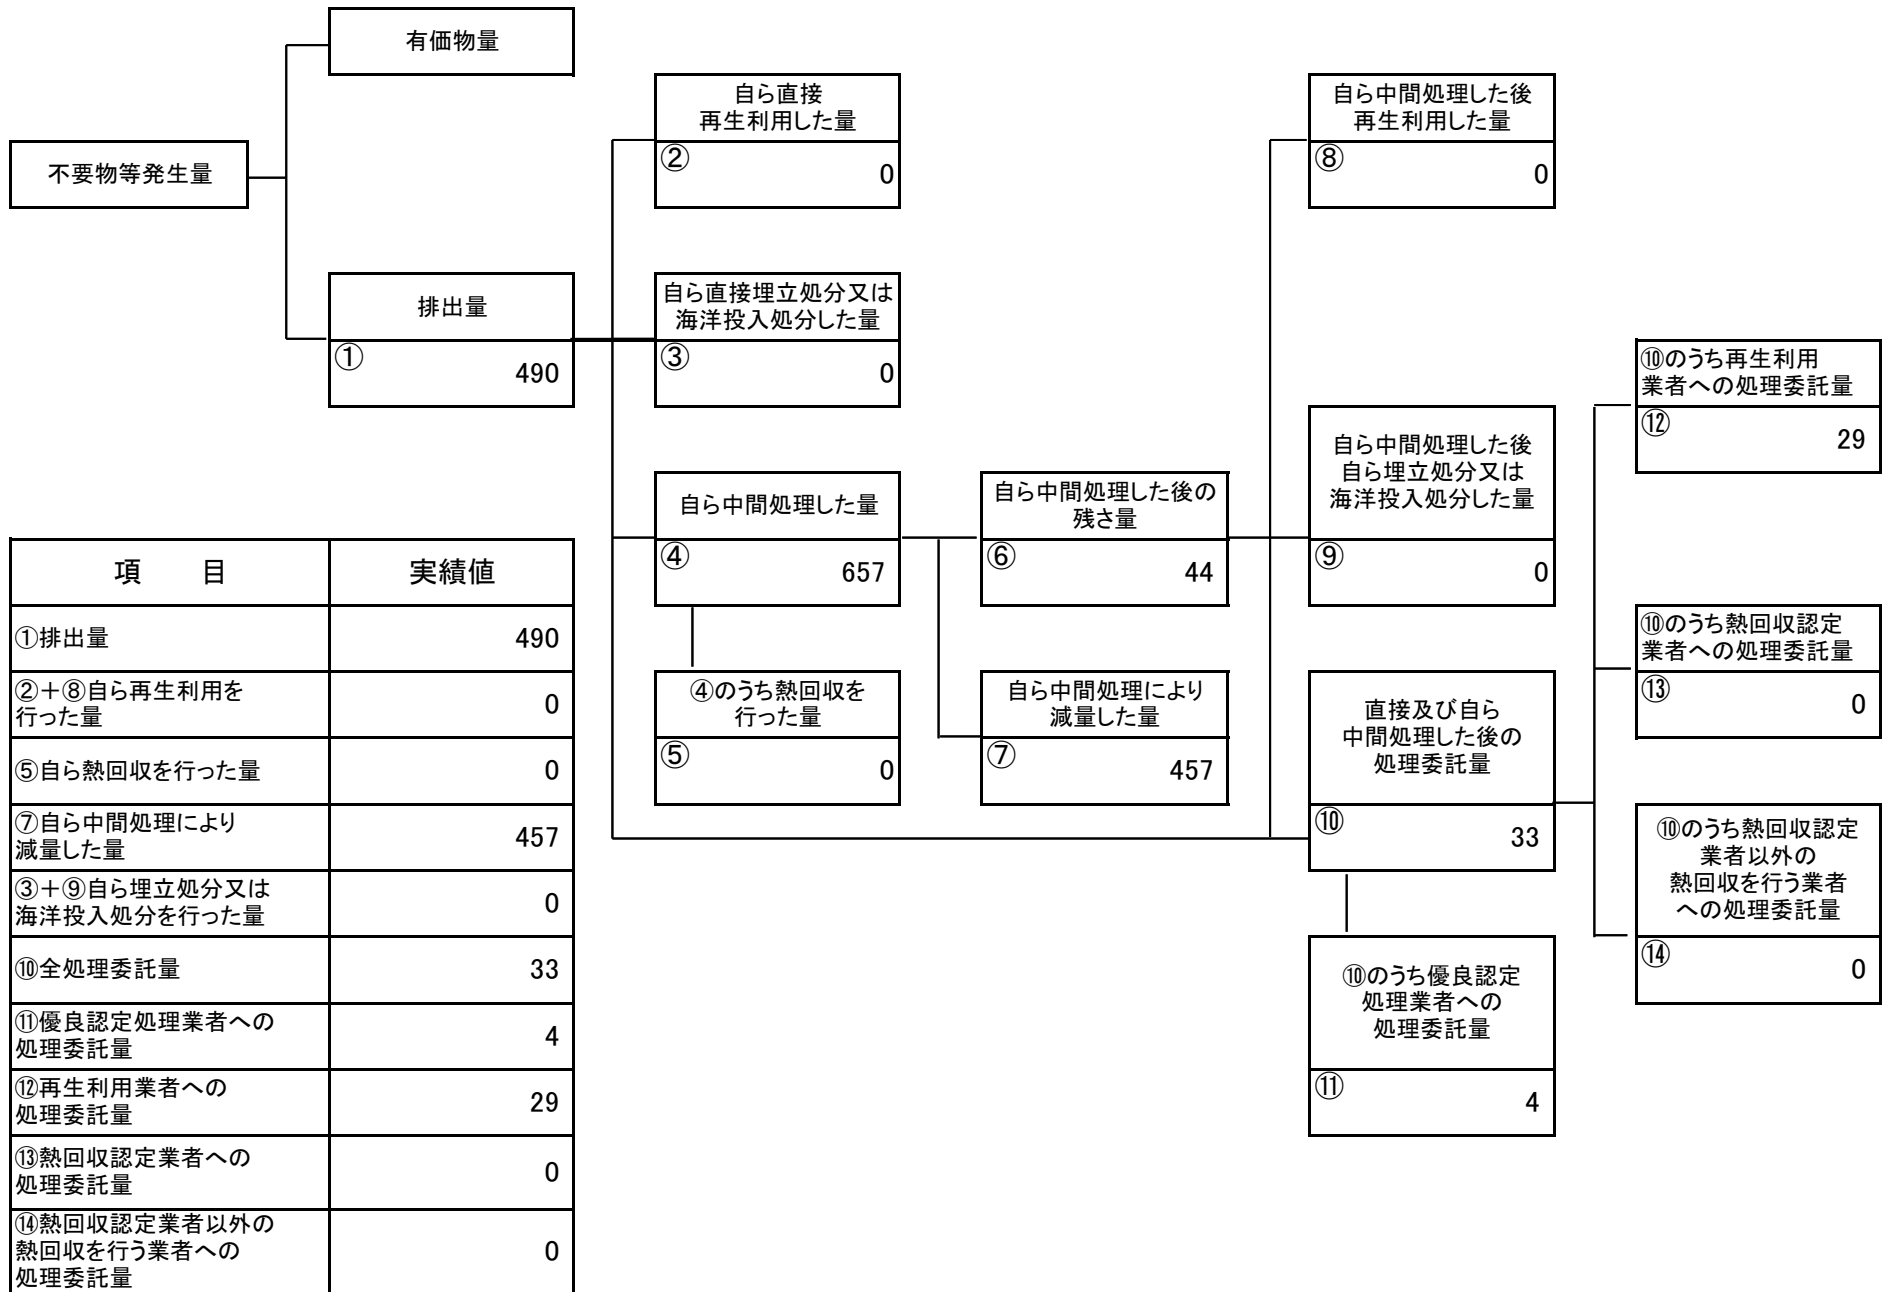 有価物量
不要物等発生量
排出量
①
490
自ら直接
再生利用した量
②
0
自ら直接埋立処分又は
海洋投入処分した量
③
0
自ら中間処理した量
④
657
④のうち熱回収を
行った量
⑤
0
自ら中間処理した後の
残さ量
⑥
44
自ら中間処理により
減量した量
⑦
457
自ら中間処理した後
再生利用した量
⑧
0
自ら中間処理した後
自ら埋立処分又は
海洋投入処分した量
⑨
0
直接及び自ら
中間処理した後の
処理委託量
⑩
33
⑩のうち優良認定
処理業者への
処理委託量
⑪
4
⑩のうち再生利用
業者への処理委託量
⑫
29
⑩のうち熱回収認定
業者への処理委託量
⑬
0
⑩のうち熱回収認定
業者以外の
熱回収を行う業者
への処理委託量
⑭
0
項 目 実績値
①排出量 490
②＋⑧自ら再生利用を
行った量 0
⑤自ら熱回収を行った量 0
⑦自ら中間処理により
減量した量 457
③＋⑨自ら埋立処分又は
海洋投入処分を行った量 0
⑩全処理委託量 33
⑪優良認定処理業者への
処理委託量 4
⑫再生利用業者への
処理委託量 29
⑬熱回収認定業者への
処理委託量 0
⑭熱回収認定業者以外の
熱回収を行う業者への
処理委託量 0